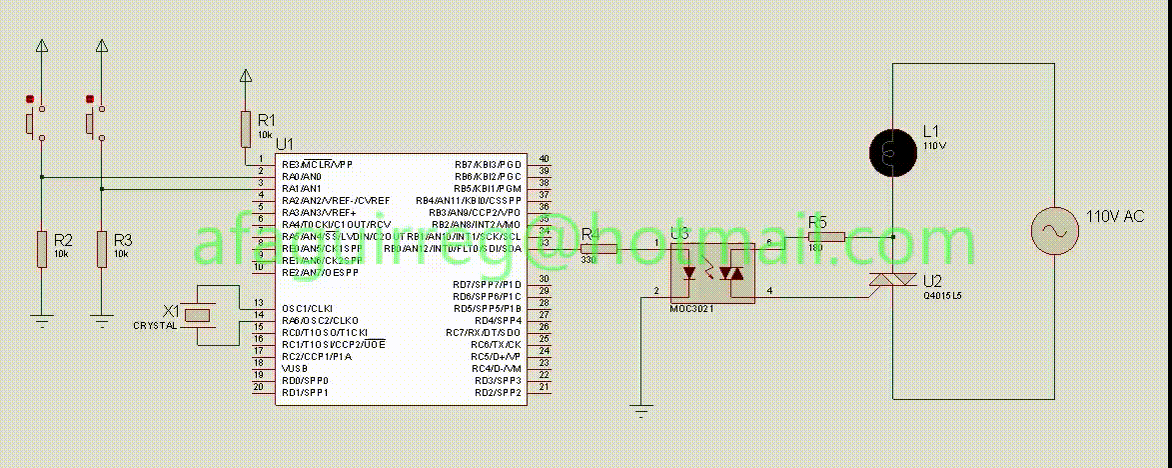 R1
10k
R2
10k
R3
10k
X1
CRYSTAL
U1
1 RE3/MCLR/VPP
2 RA0/AN0
3 RA1/AN1
4 RA2/AN2/VREF-/CVREF
5 RA3/AN3/VREF+
6 RA4/T0CKI/C1OUT/RCV
7 RA5/AN4/SS/LVDIN/C2OUT
8 RE0/AN5/CK1SPP
9 RE1/AN6/CK2SPP
10 RE2/AN7/OESPP
13 OSC1/CLKI
14 RA6/OSC2/CLKO
15 RC0/T1OSO/T1CKI
16 RC1/T1OSI/CCP2/UOE
17 RC2/CCP1/P1A
18 VUSB
19 RD0/SPP0
20 RD1/SPP1
RB7/KBI3/PGD 40
RB6/KBI2/PGC 39
RB5/KBI1/PGM 38
RB4/AN11/KBI0/CSSPP 37
RB3/AN9/CCP2/VPO 36
RB2/AN8/INT2/VMO 35
RB1/AN10/INT1/SCK/SCL 34
RB0/AN12/INT0/FLT0/SDI/SDA 33
RD7/SPP7/P1D 30
RD6/SPP6/P1C 29
RD5/SPP5/P1B 28
RD4/SPP4 27
RC7/RX/DT/SDO 26
RC6/TX/CK 25
RC5/D+/VP 24
RC4/D-/VM 23
RD3/SPP3 22
RD2/SPP2 21
afaguirreg@hotmail.com
R4
330
U3
1
2
6
4
MOC3021
R5
180
L1
110V
U2
Q4015L5
110V AC